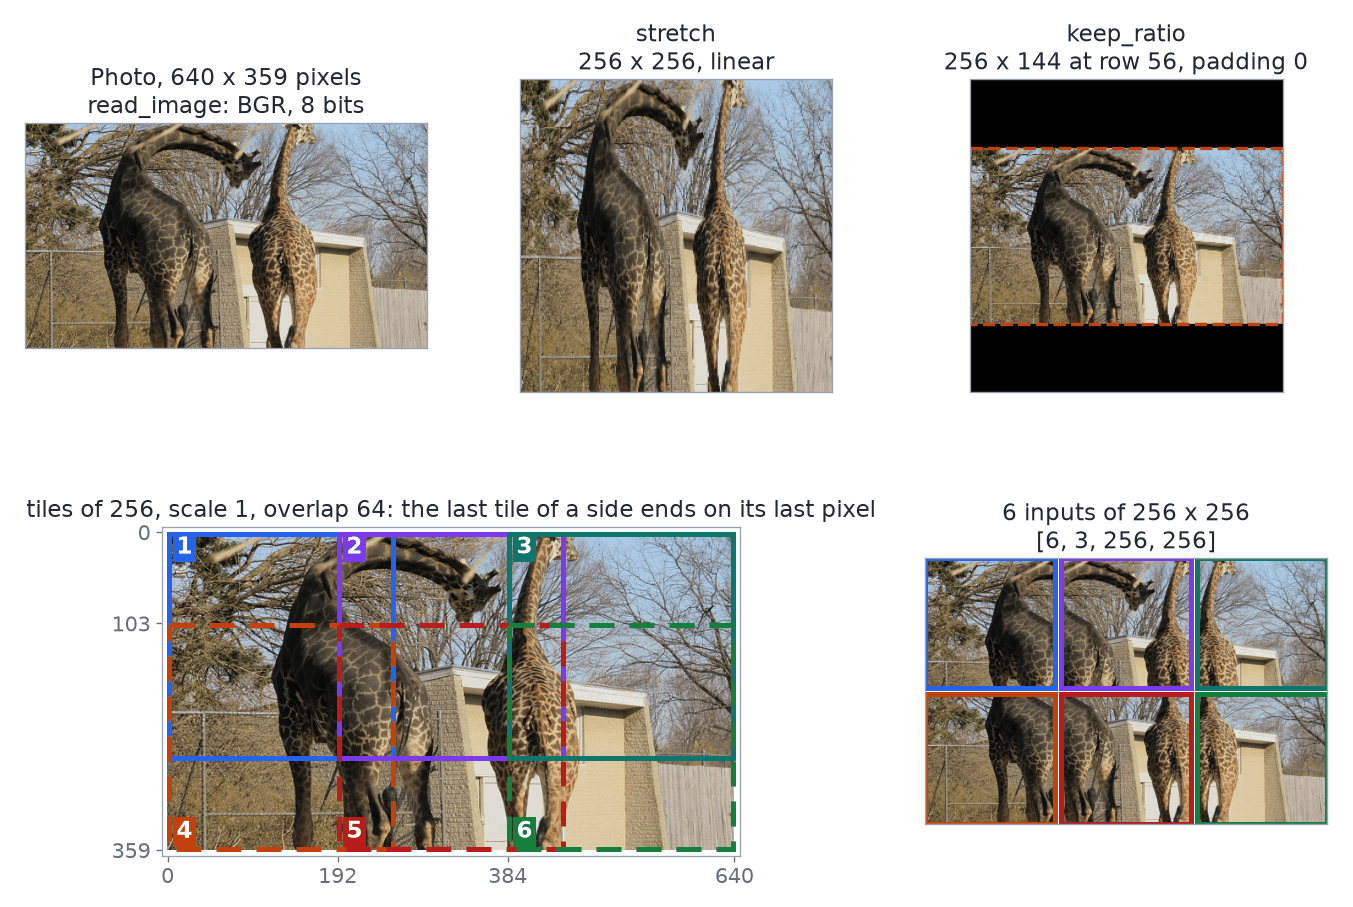 Photo, 640 x 359 pixels
read_image: BGR, 8 bits
stretch
256 x 256, linear
keep_ratio
256 x 144 at row 56, padding 0
tiles of 256, scale 1, overlap 64: the last tile of a side ends on its last pixel
0
103
359
0
192
384
640
1
2
3
4
5
6
6 inputs of 256 x 256
[6, 3, 256, 256]